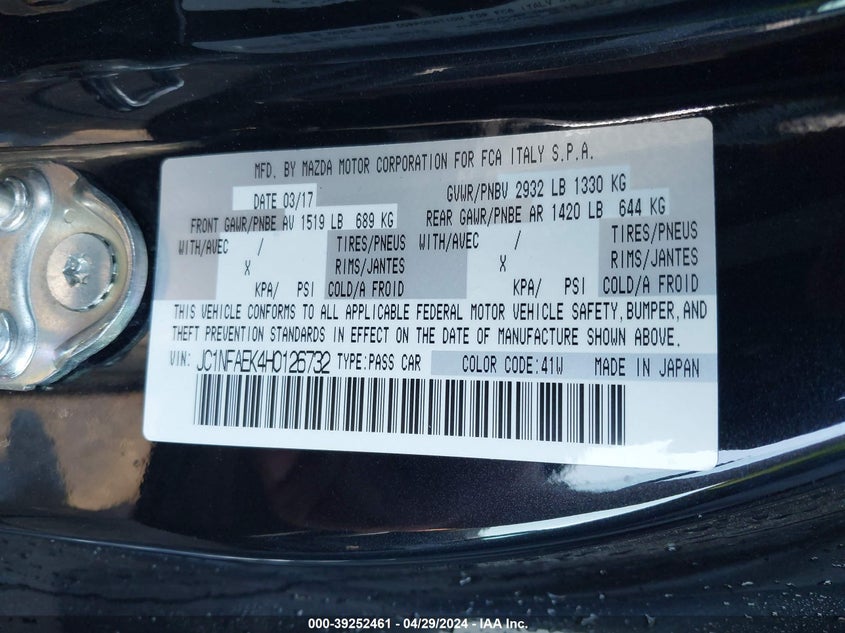 MFD. BY MAZDA MOTOR CORPORATION FOR FCA ITALY S.P.A.
DATE 03/17 GVWR/PNBV 2932 LB 1330 KG
FRONT GAWR/PNBE AV 1519 LB 689 KG REAR GAWR/PNBE AR 1420 LB 644 KG
WITH/AVEC / TIRES/PNEUS WITH/AVEC / TIRES/PNEUS
X RIMS/JANTES X RIMS/JANTES
KPA/ PSI COLD/A FROID KPA/ PSI COLD/A FROID
THIS VEHICLE CONFORMS TO ALL APPLICABLE FEDERAL MOTOR VEHICLE SAFETY, BUMPER, AND
THEFT PREVENTION STANDARDS IN EFFECT ON THE DATE OF MANUFACTURE SHOWN ABOVE.
VIN: JC1NFAEK4H0126732 TYPE:PASS CAR COLOR CODE:41W MADE IN JAPAN
000-39252461 - 04/29/2024 - IAA Inc.